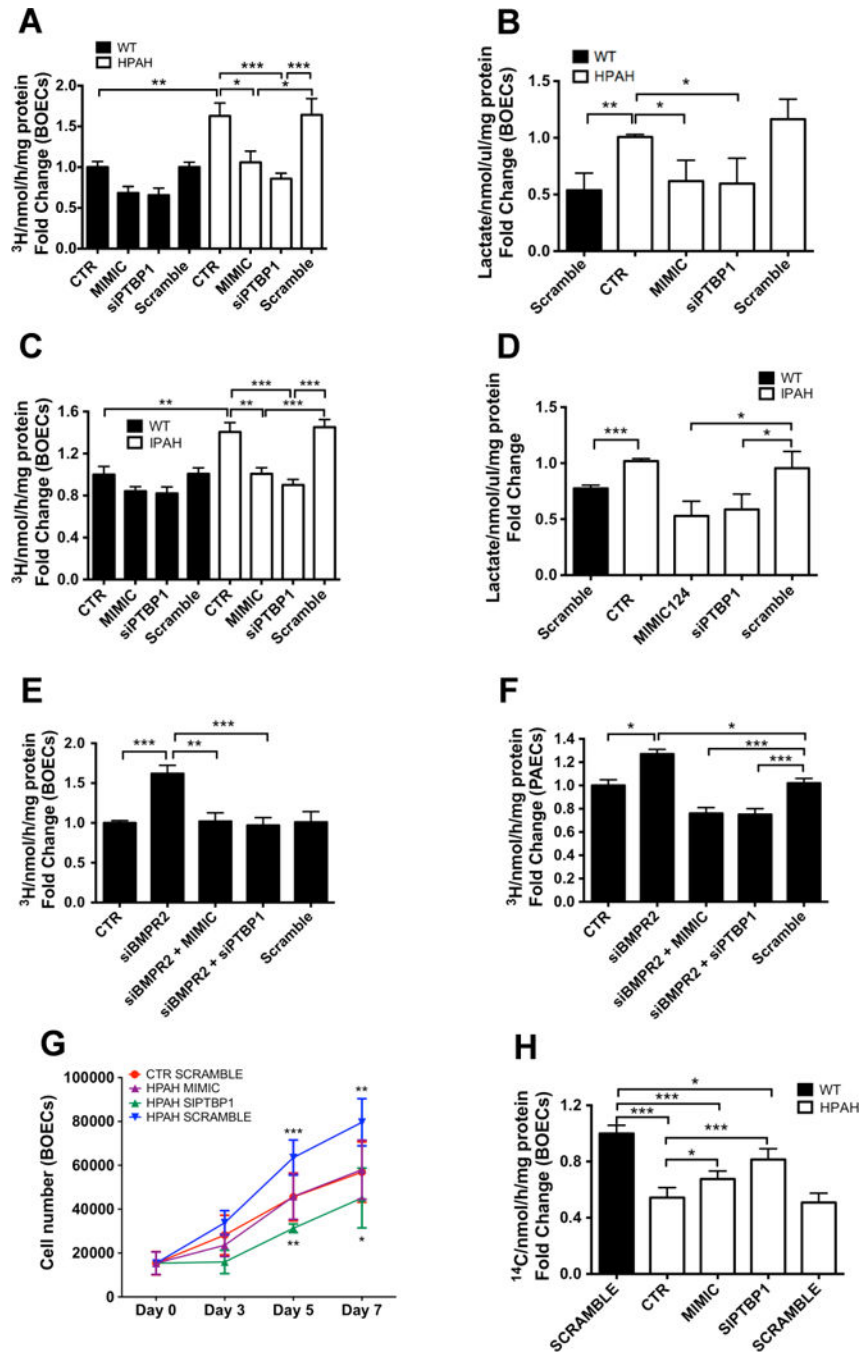 A
WT
HPAH
***
***
**
*
*
³H/nmol/h/mg protein
Fold Change (BOECs)
2.0
1.5
1.0
0.5
0.0
CTR
MIMIC
siPTBP1
Scramble
CTR
MIMIC
siPTBP1
Scramble
B
WT
HPAH
*
**
*
Lactate/nmol/ul/mg protein
Fold Change (BOECs)
1.5
1.0
0.5
0.0
Scramble
CTR
MIMIC
siPTBP1
Scramble
C
WT
IPAH
***
***
**
**
***
³H/nmol/h/mg protein
Fold Change (BOECs)
1.6
1.2
0.8
0.4
0.0
CTR
MIMIC
siPTBP1
Scramble
CTR
MIMIC
siPTBP1
Scramble
D
WT
IPAH
*
***
*
Lactate/nmol/ul/mg protein
Fold Change
1.5
1.0
0.5
0.0
Scramble
CTR
MIMIC124
siPTBP1
scramble
E
***
***
**
³H/nmol/h/mg protein
Fold Change (BOECs)
2.0
1.5
1.0
0.5
0.0
CTR
siBMPR2
siBMPR2 + MIMIC
siBMPR2 + siPTBP1
Scramble
F
*
*
***
***
³H/nmol/h/mg protein
Fold Change (PAECs)
1.4
1.2
1.0
0.8
0.6
0.4
0.2
0.0
CTR
siBMPR2
siBMPR2 + MIMIC
siBMPR2 + siPTBP1
Scramble
G
CTR SCRAMBLE
HPAH MIMIC
HPAH SIPTBP1
HPAH SCRAMBLE
Cell number (BOECs)
100000
80000
60000
40000
20000
0
***
**
**
*
Day 0
Day 3
Day 5
Day 7
H
WT
HPAH
*
***
***
***
*
¹⁴C/nmol/h/mg protein
Fold Change (BOECs)
1.2
0.8
0.4
0.0
SCRAMBLE
CTR
MIMIC
SIPTBP1
SCRAMBLE